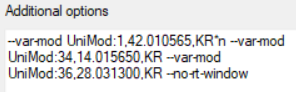 Additional options
--var-mod UniMod:1,42.010565,KR*n --var-mod
UniMod:34,14.015650,KR --var-mod
UniMod:36,28.031300,KR --no-rt-window